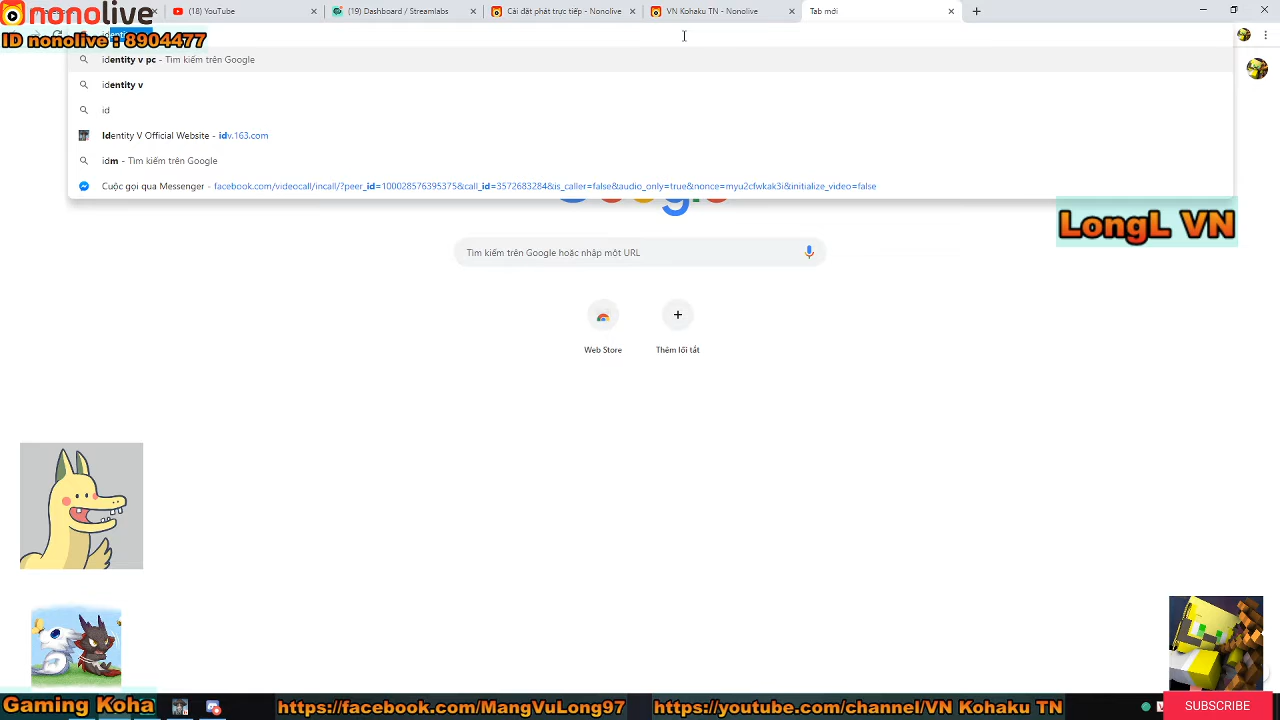 nonolive
(18) YouTube
(19) Dashboard / Streamlabs
Cài đặt phát trực tiếp - Nonolive
VN Kohaku TN - Nonolive
Tab mới
ID nonolive : 8904477
identity v pc - Tìm kiếm trên Google
identity v
id
Identity V Official Website - idv.163.com
idm - Tìm kiếm trên Google
Cuộc gọi qua Messenger - facebook.com/videocall/incall/?peer_id=100028576395375&call_id=3572683284&is_caller=false&audio_only=true&nonce=myu2cfwkak3i&initialize_video=false
LongL VN
Tìm kiếm trên Google hoặc nhập một URL
Web Store
Thêm lối tắt
Gaming Koha
https://facebook.com/MangVuLong97
https://youtube.com/channel/VN Kohaku TN
SUBSCRIBE